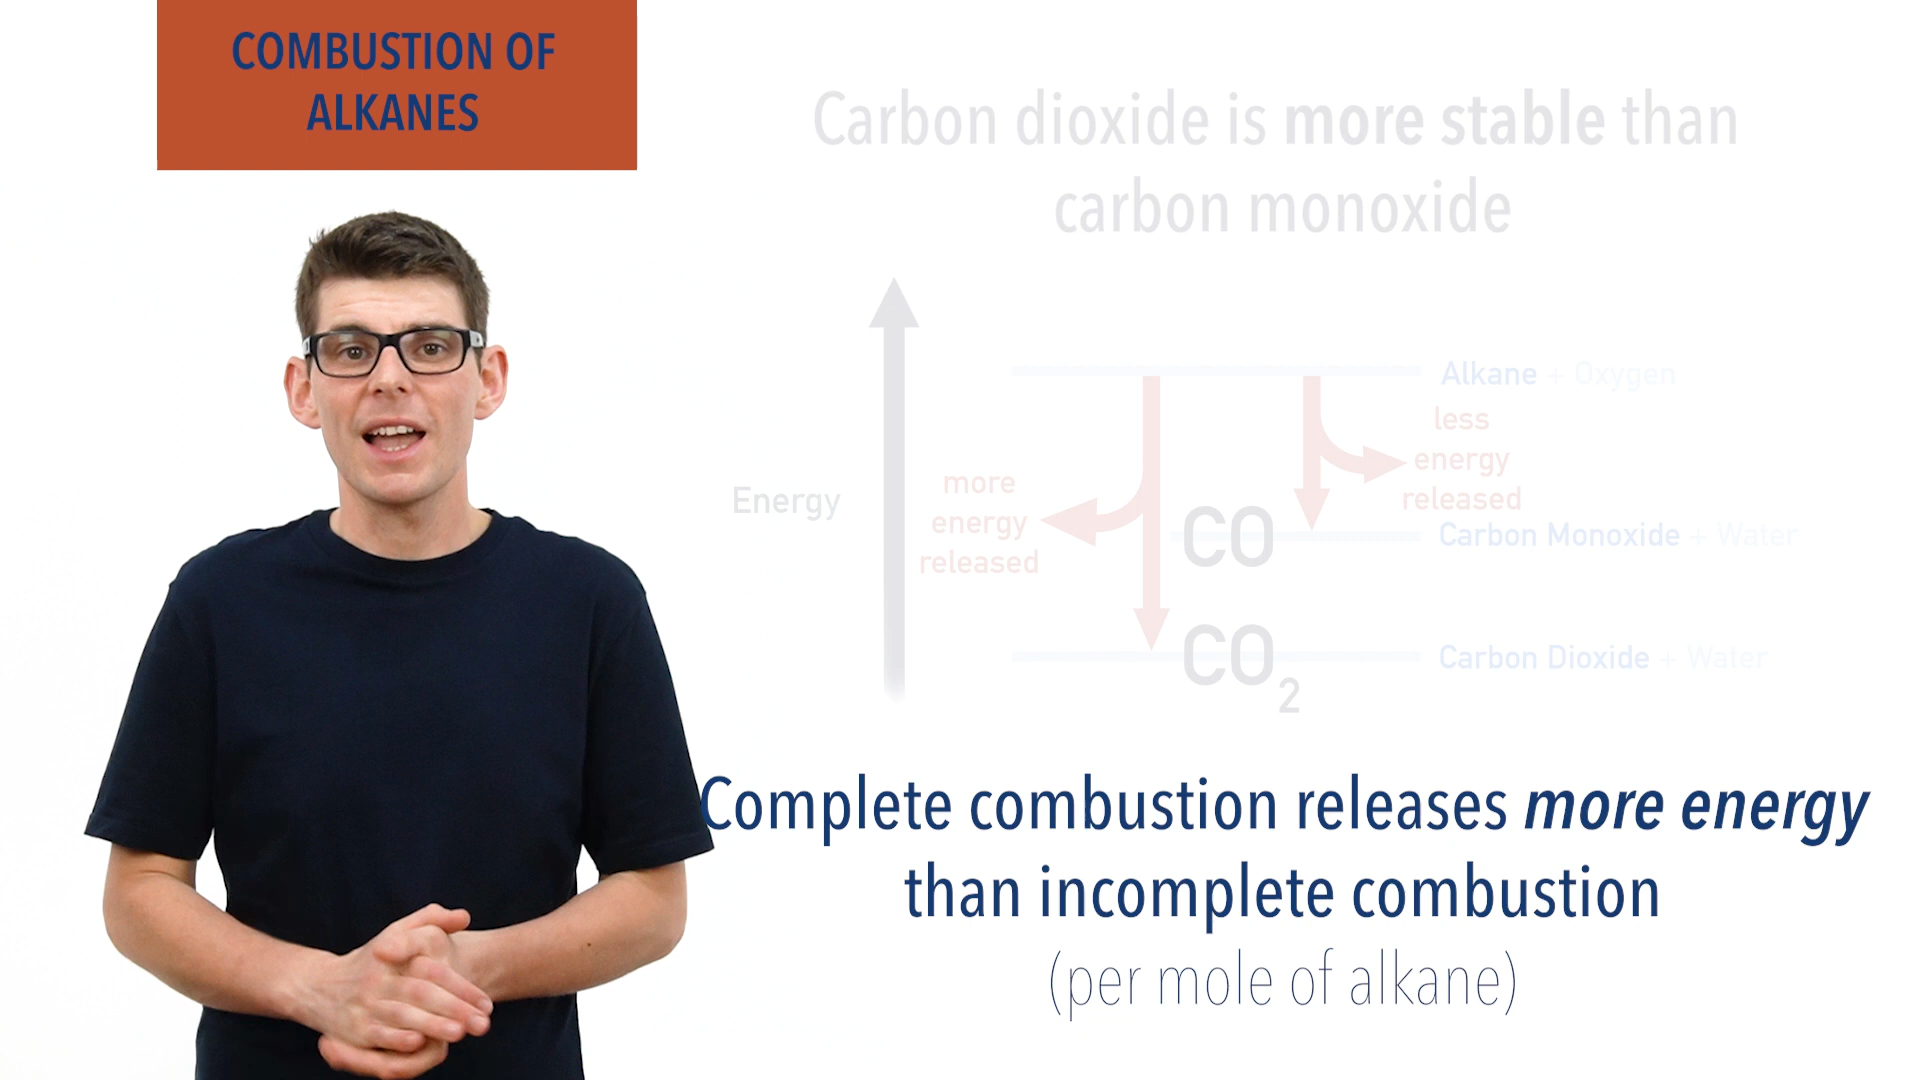 COMBUSTION OF
ALKANES
Carbon dioxide is more stable than
carbon monoxide
Energy
more
energy
released
less
energy
released
Alkane + Oxygen
CO
Carbon Monoxide + Water
CO2
Carbon Dioxide + Water
Complete combustion releases more energy
than incomplete combustion
(per mole of alkane)